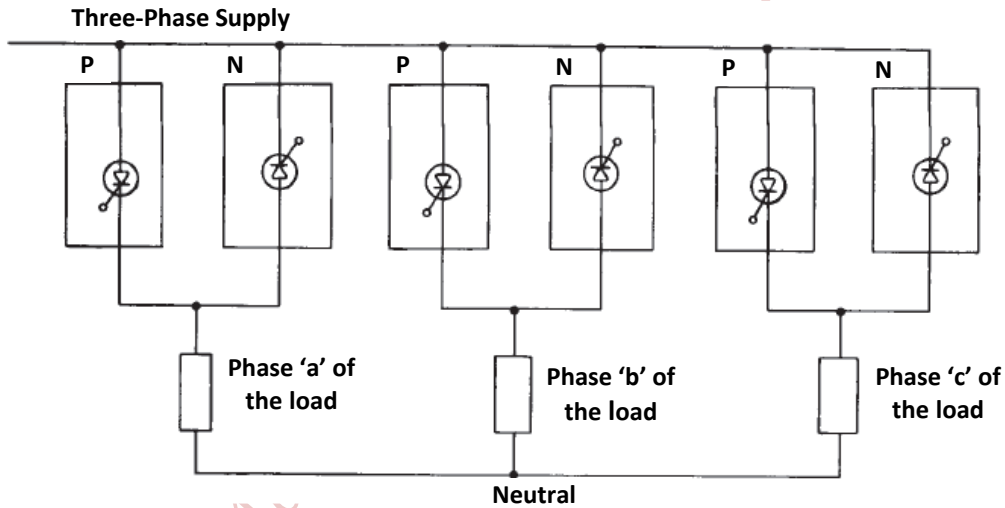 Three-Phase Supply
P
N
P
N
P
N
Phase ‘a’ of
the load
Phase ‘b’ of
the load
Phase ‘c’ of
the load
Neutral